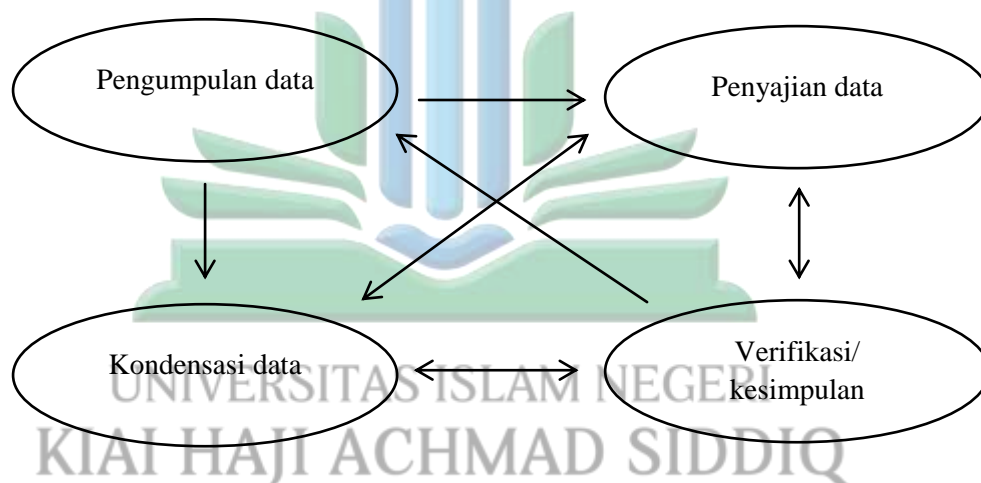 Pengumpulan data
Penyajian data
Kondensasi data
Verifikasi/
kesimpulan
UNIVERSITAS ISLAM NEGERI
KIAI HAJI ACHMAD SIDDIQ